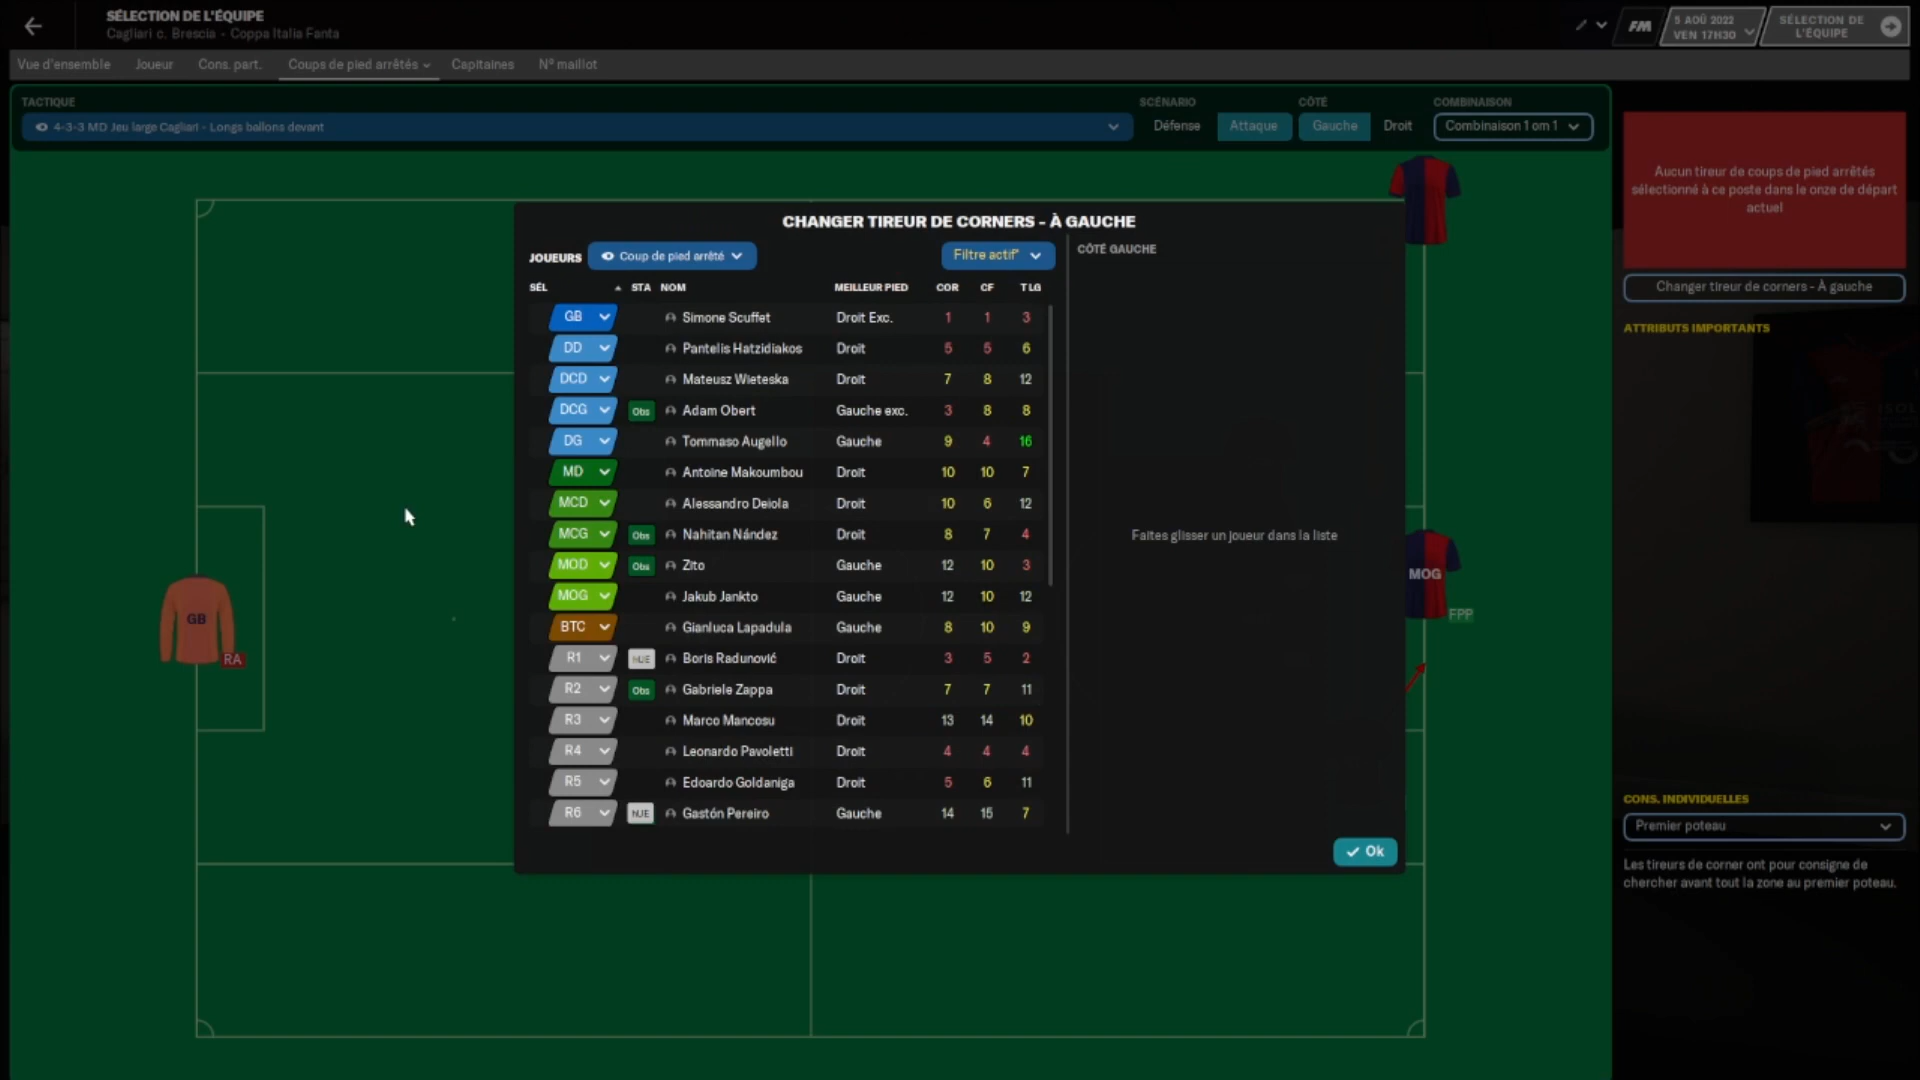 SÉLECTION DE L'ÉQUIPE
Cagliari c. Brescia - Coppa Italia Fanta
FM
5 AOÛ 2022
VEN 17H30
SÉLECTION DE
L'ÉQUIPE
Vue d'ensemble Joueur Cons. part. Coups de pied arrêtés Capitaines N° maillot
TACTIQUE
4-3-3 MD Jeu large Cagliari - Longs ballons devant
SCÉNARIO
Défense Attaque
CÔTÉ
Gauche Droit
COMBINAISON
Combinaison 1 om 1
Aucun tireur de coups de pied arrêtés
sélectionné à ce poste dans le onze de départ
actuel
Changer tireur de corners - À gauche
ATTRIBUTS IMPORTANTS
CONS. INDIVIDUELLES
Premier poteau
Les tireurs de corner ont pour consigne de
chercher avant tout la zone au premier poteau.
GB
RA
MOG
FPP
CHANGER TIREUR DE CORNERS - À GAUCHE
JOUEURS Coup de pied arrêté Filtre actif*
SÉL STA NOM MEILLEUR PIED COR CF TLG
GB Simone Scuffet Droit Exc. 1 1 3
DD Pantelis Hatzidiakos Droit 5 5 6
DCD Mateusz Wieteska Droit 7 8 12
DCG Obs Adam Obert Gauche exc. 3 8 8
DG Tommaso Augello Gauche 9 4 16
MD Antoine Makoumbou Droit 10 10 7
MCD Alessandro Deiola Droit 10 6 12
MCG Obs Nahitan Nández Droit 8 7 4
MOD Obs Zito Gauche 12 10 3
MOG Jakub Jankto Gauche 12 10 12
BTC Gianluca Lapadula Gauche 8 10 9
R1 NJE Boris Radunović Droit 3 5 2
R2 Obs Gabriele Zappa Droit 7 7 11
R3 Marco Mancosu Droit 13 14 10
R4 Leonardo Pavoletti Droit 4 4 4
R5 Edoardo Goldaniga Droit 5 6 11
R6 NJE Gastón Pereiro Gauche 14 15 7
CÔTÉ GAUCHE
Faites glisser un joueur dans la liste
Ok